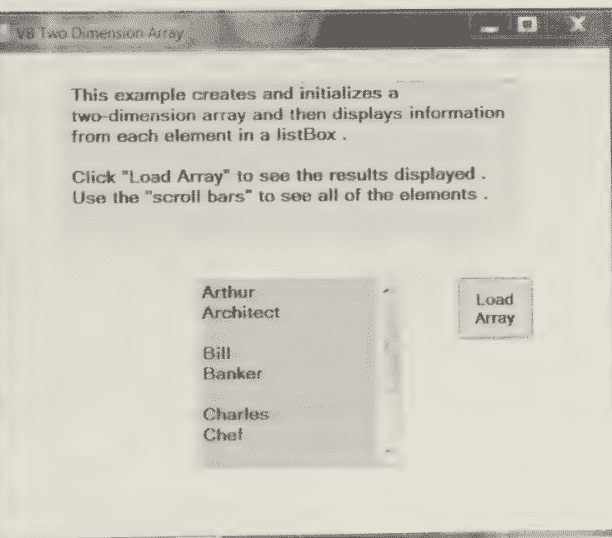 VB Two Dimension Array
This example creates and initializes a
two-dimension array and then displays information
from each element in a listBox .
Click "Load Array" to see the results displayed .
Use the "scroll bars" to see all of the elements .
Arthur
Architect
Bill
Banker
Charles
Chef
Load
Array